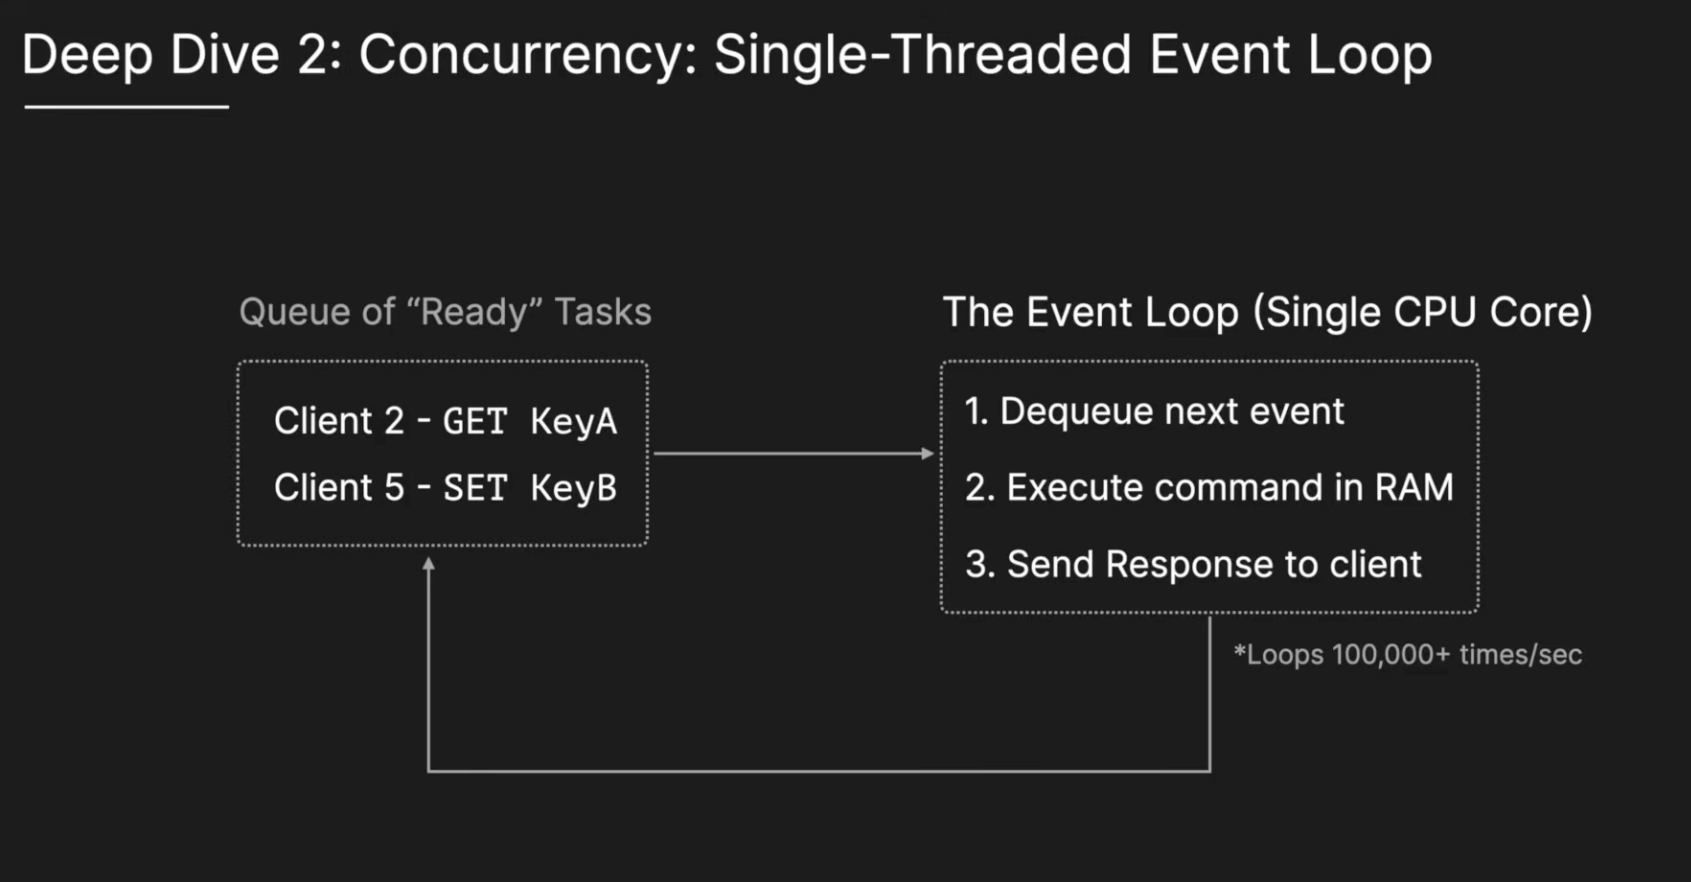 Deep Dive 2: Concurrency: Single-Threaded Event Loop
Queue of “Ready” Tasks
Client 2 - GET KeyA
Client 5 - SET KeyB
The Event Loop (Single CPU Core)
1. Dequeue next event
2. Execute command in RAM
3. Send Response to client
*Loops 100,000+ times/sec